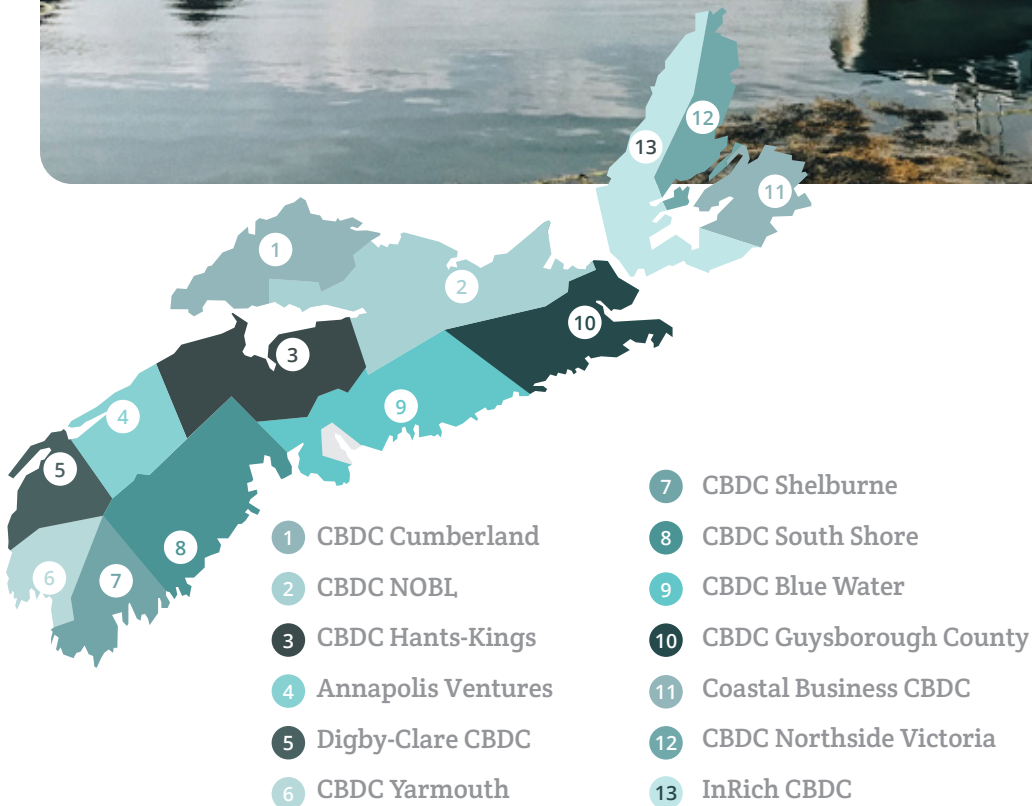 12
13
11
1
2
10
3
9
4
5
8
6
7
1 CBDC Cumberland
2 CBDC NOBL
3 CBDC Hants-Kings
4 Annapolis Ventures
5 Digby-Clare CBDC
6 CBDC Yarmouth
7 CBDC Shelburne
8 CBDC South Shore
9 CBDC Blue Water
10 CBDC Guysborough County
11 Coastal Business CBDC
12 CBDC Northside Victoria
13 InRich CBDC